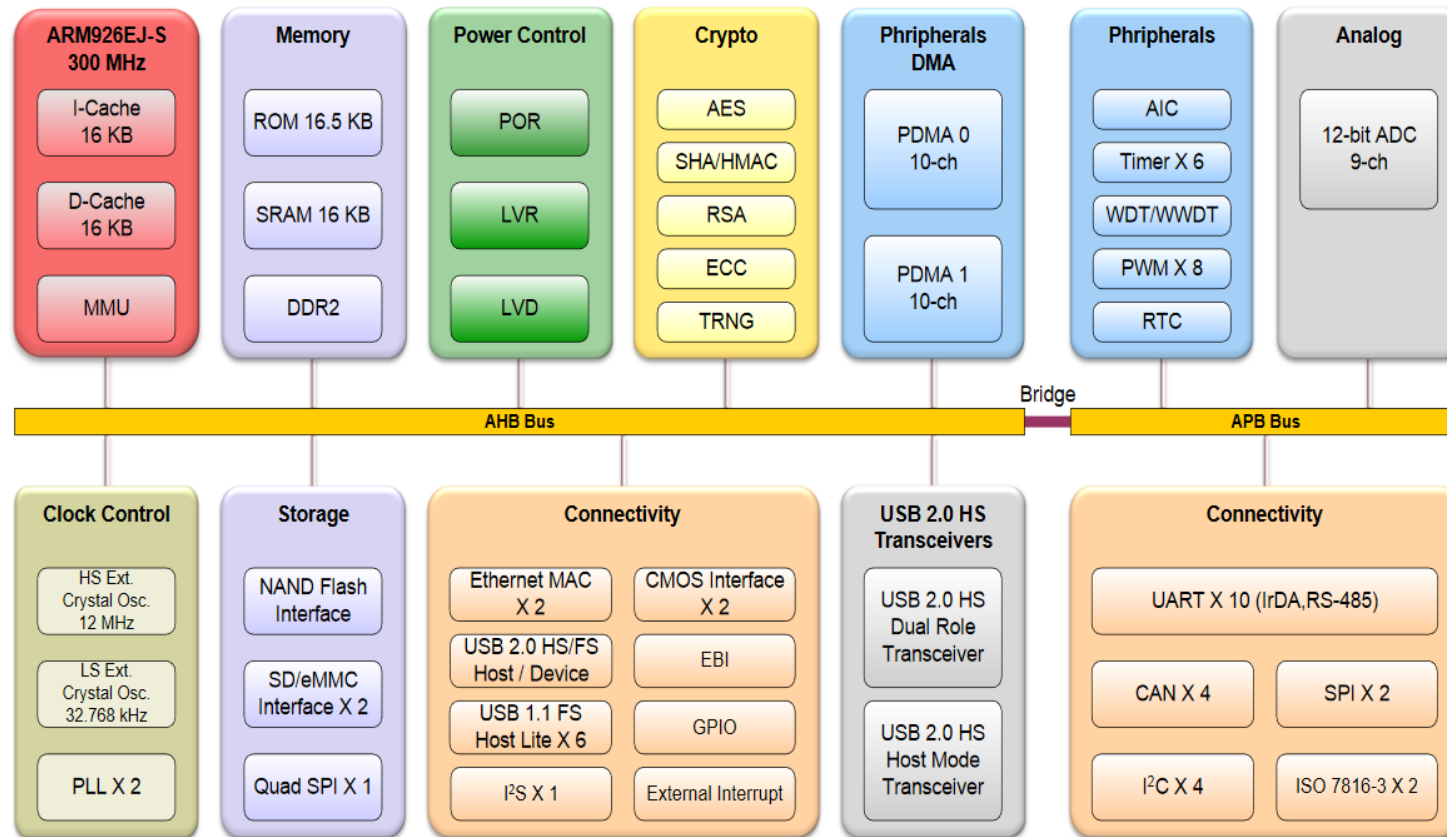 ARM926EJ-S
300 MHz
I-Cache
16 KB
D-Cache
16 KB
MMU
Memory
ROM 16.5 KB
SRAM 16 KB
DDR2
Power Control
POR
LVR
LVD
Crypto
AES
SHA/HMAC
RSA
ECC
TRNG
Phripherals
DMA
PDMA 0
10-ch
PDMA 1
10-ch
Phripherals
AIC
Timer X 6
WDT/WWDT
PWM X 8
RTC
Analog
12-bit ADC
9-ch
AHB Bus
Bridge
APB Bus
Clock Control
HS Ext.
Crystal Osc.
12 MHz
LS Ext.
Crystal Osc.
32.768 kHz
PLL X 2
Storage
NAND Flash
Interface
SD/eMMC
Interface X 2
Quad SPI X 1
Connectivity
Ethernet MAC
X 2
CMOS Interface
X 2
USB 2.0 HS/FS
Host / Device
EBI
USB 1.1 FS
Host Lite X 6
GPIO
I²S X 1
External Interrupt
USB 2.0 HS
Transceivers
USB 2.0 HS
Dual Role
Transceiver
USB 2.0 HS
Host Mode
Transceiver
Connectivity
UART X 10 (IrDA,RS-485)
CAN X 4
SPI X 2
I²C X 4
ISO 7816-3 X 2